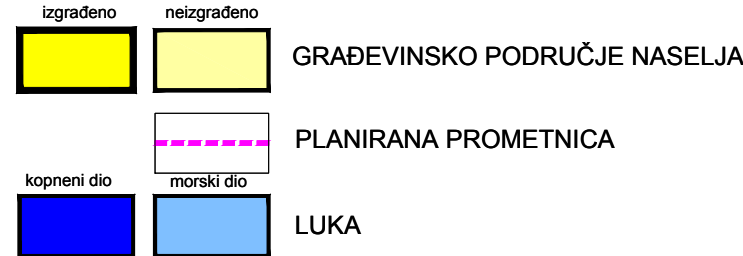 izgrađeno neizgrađeno
GRAĐEVINSKO PODRUČJE NASELJA
PLANIRANA PROMETNICA
kopneni dio morski dio
LUKA